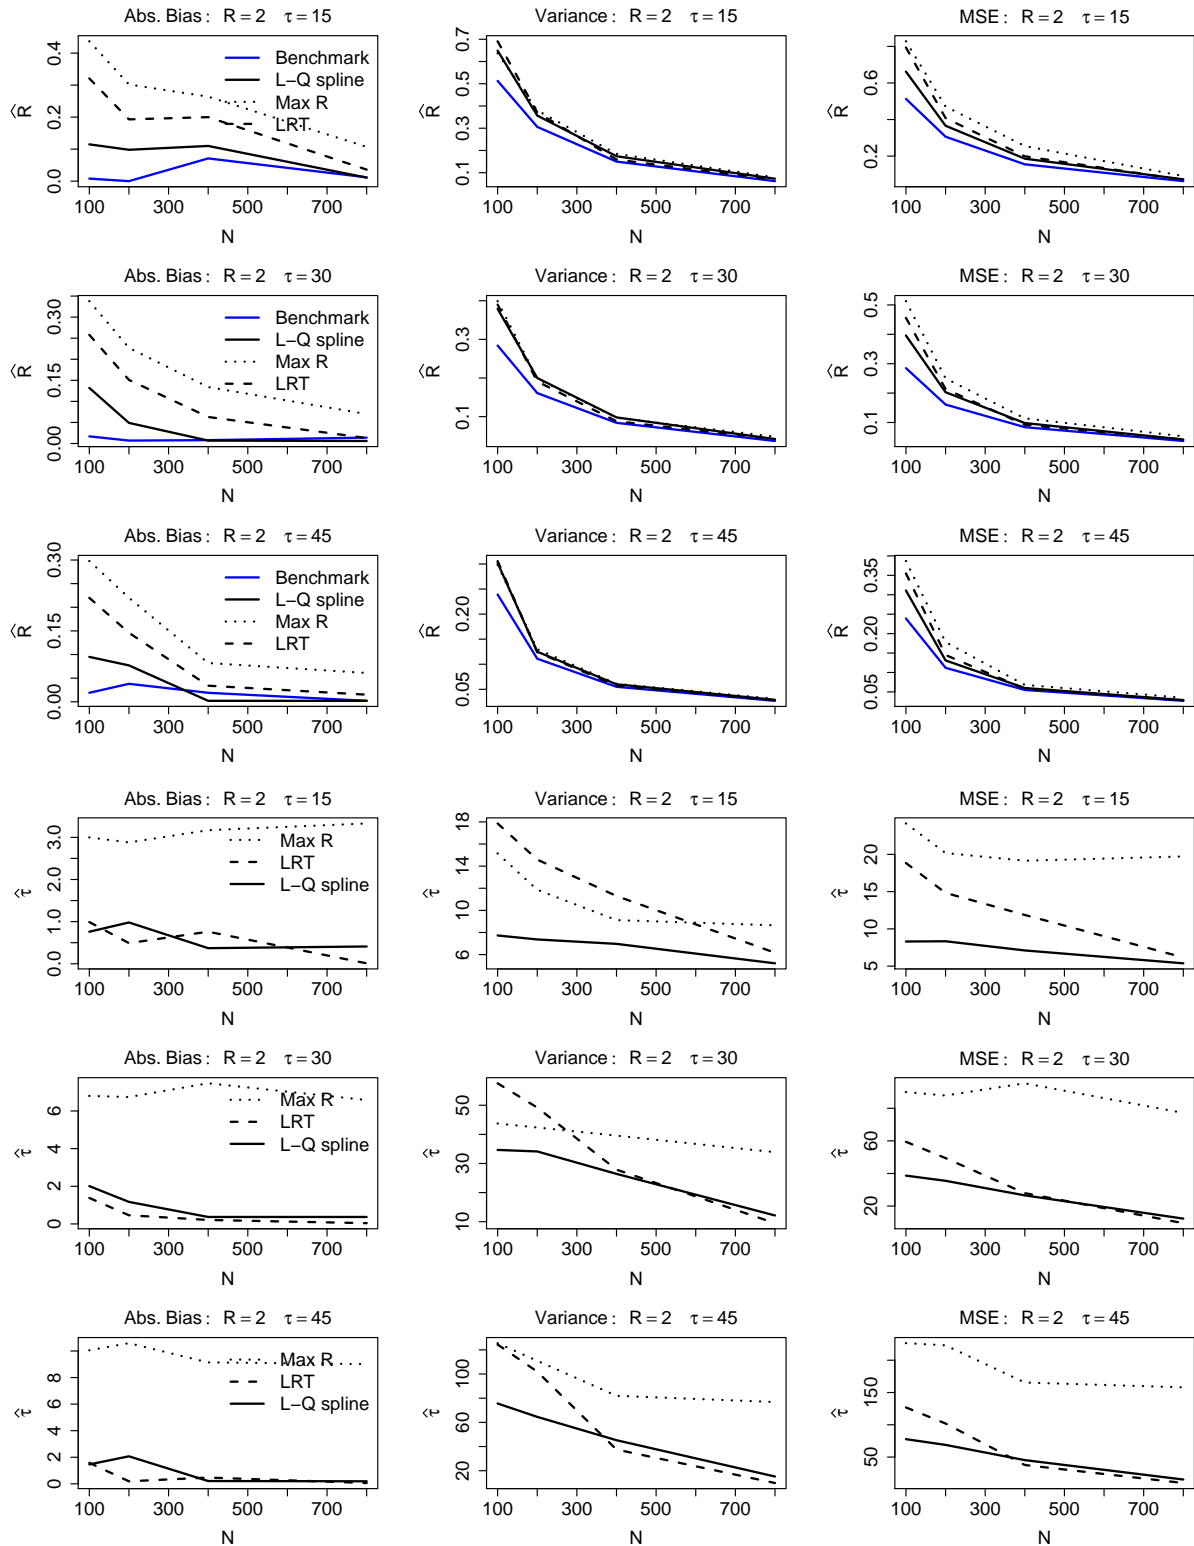 Abs. Bias : R = 2 τ = 15
R̂
0.0 0.2 0.4
Benchmark
L−Q spline
Max R
LRT
100 300 500 700
N
Variance : R = 2 τ = 15
R̂
0.1 0.3 0.5 0.7
100 300 500 700
N
MSE : R = 2 τ = 15
R̂
0.2 0.6
100 300 500 700
N
Abs. Bias : R = 2 τ = 30
R̂
0.00 0.15 0.30
Benchmark
L−Q spline
Max R
LRT
100 300 500 700
N
Variance : R = 2 τ = 30
R̂
0.1 0.3
100 300 500 700
N
MSE : R = 2 τ = 30
R̂
0.1 0.3 0.5
100 300 500 700
N
Abs. Bias : R = 2 τ = 45
R̂
0.00 0.15 0.30
Benchmark
L−Q spline
Max R
LRT
100 300 500 700
N
Variance : R = 2 τ = 45
R̂
0.05 0.20
100 300 500 700
N
MSE : R = 2 τ = 45
R̂
0.05 0.20 0.35
100 300 500 700
N
Abs. Bias : R = 2 τ = 15
τ̂
0.0 1.0 2.0 3.0
Max R
LRT
L−Q spline
100 300 500 700
N
Variance : R = 2 τ = 15
τ̂
6 8 10 12 14 16 18
100 300 500 700
N
MSE : R = 2 τ = 15
τ̂
5 10 15 20
100 300 500 700
N
Abs. Bias : R = 2 τ = 30
τ̂
0 2 4 6
Max R
LRT
L−Q spline
100 300 500 700
N
Variance : R = 2 τ = 30
τ̂
10 30 50
100 300 500 700
N
MSE : R = 2 τ = 30
τ̂
20 60
100 300 500 700
N
Abs. Bias : R = 2 τ = 45
τ̂
0 2 4 6 8
Max R
LRT
L−Q spline
100 300 500 700
N
Variance : R = 2 τ = 45
τ̂
20 60 100
100 300 500 700
N
MSE : R = 2 τ = 45
τ̂
50 150
100 300 500 700
N